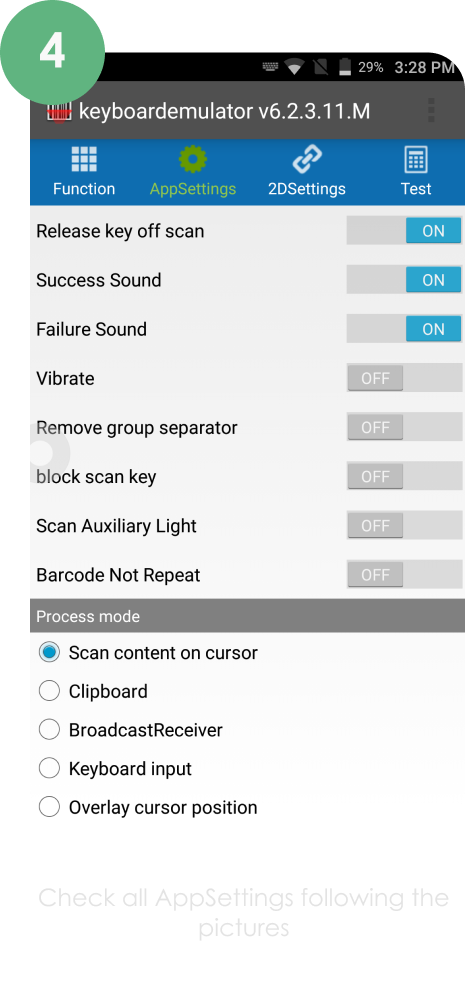 4
29% 3:28 PM
keyboardemulator v6.2.3.11.M
Function AppSettings 2DSettings Test
Release key off scan ON
Success Sound ON
Failure Sound ON
Vibrate OFF
Remove group separator OFF
block scan key OFF
Scan Auxiliary Light OFF
Barcode Not Repeat OFF
Process mode
Scan content on cursor
Clipboard
BroadcastReceiver
Keyboard input
Overlay cursor position
Check all AppSettings following the
pictures